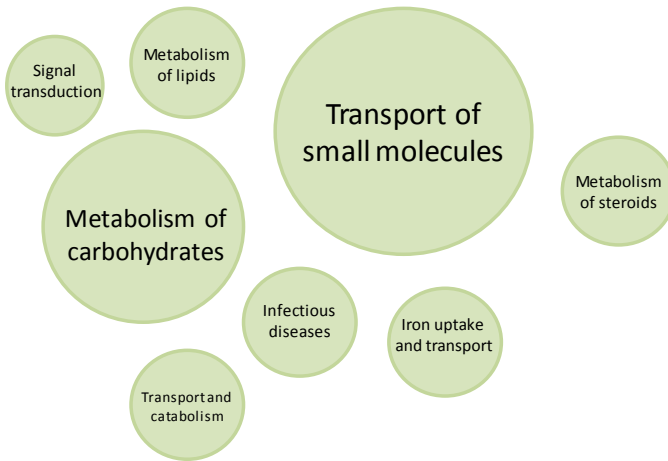 Signal
transduction
Metabolism
of lipids
Transport of
small molecules
Metabolism
of steroids
Metabolism of
carbohydrates
Infectious
diseases
Iron uptake
and transport
Transport and
catabolism